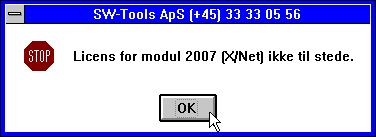 SW-Tools ApS (+45) 33 33 05 56
STOP
Licens for modul 2007 (X/Net) ikke til stede.
OK